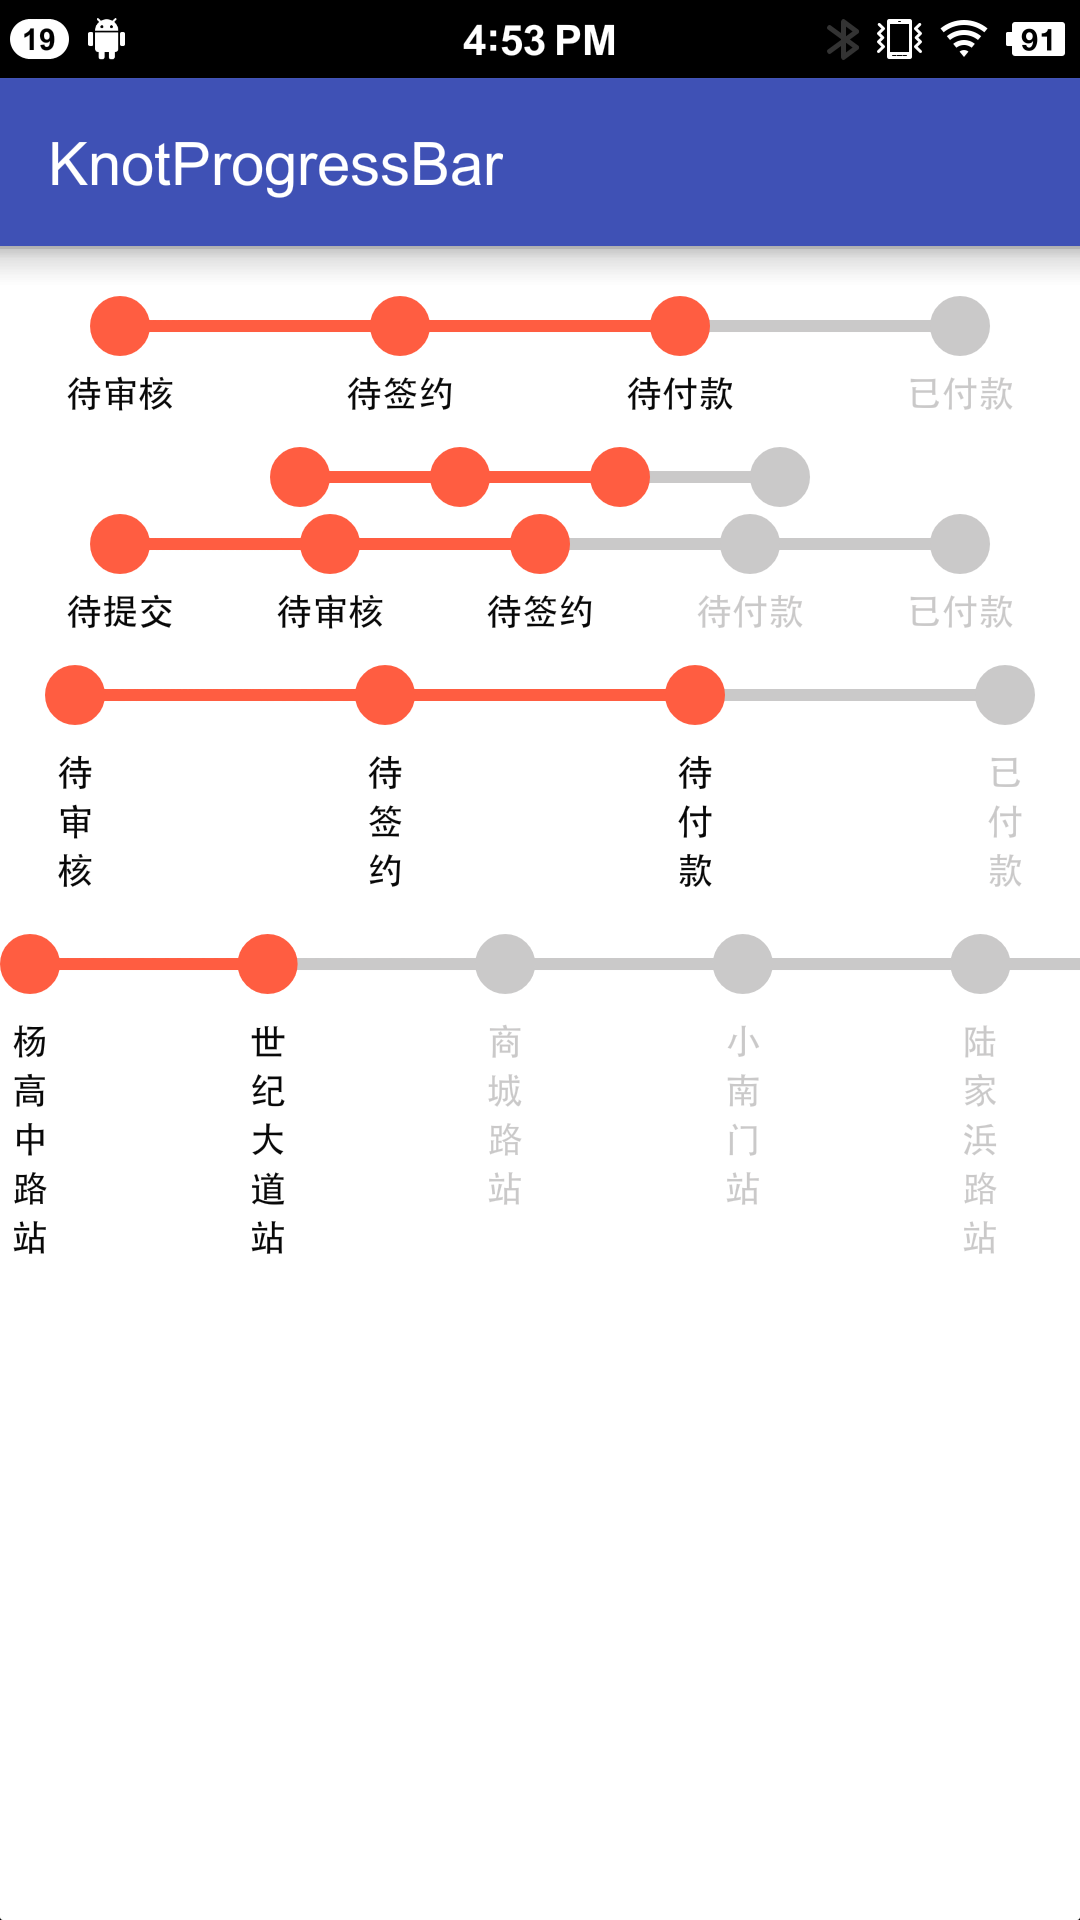 19 4:53 PM 91
KnotProgressBar
待审核 待签约 待付款 已付款
待提交 待审核 待签约 待付款 已付款
待审核 待签约 待付款 已付款
杨高中路站 世纪大道站 商城路站 小南门站 陆家浜路站